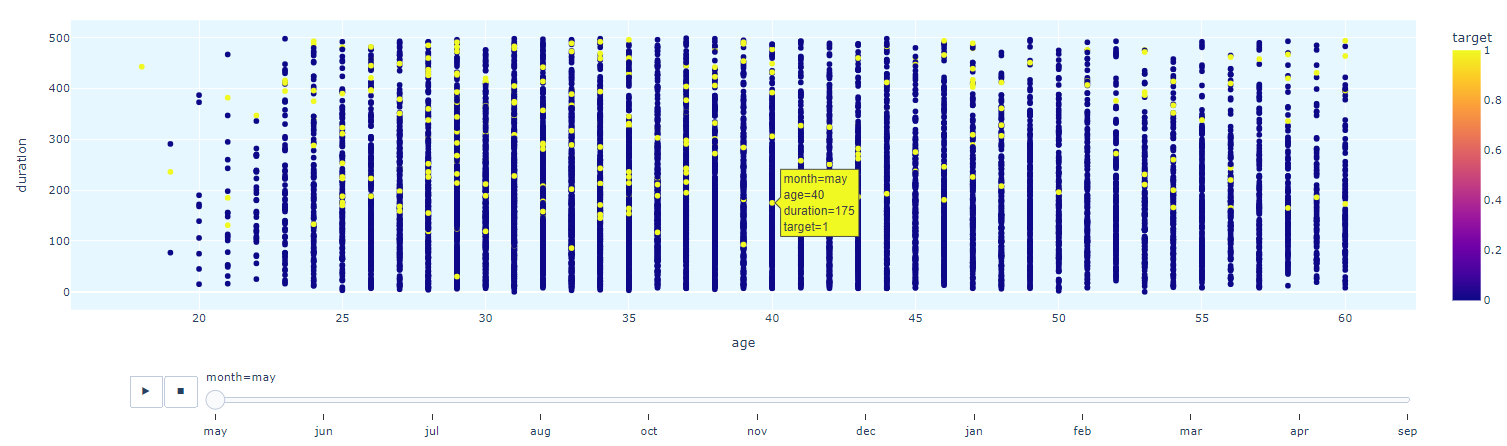 target
500
400
300
200
100
0
duration
1
0.8
0.6
0.4
0.2
0
month=may
age=40
duration=175
target=1
20 25 30 35 40 45 50 55 60
age
month=may
may jun jul aug oct nov dec jan feb mar apr sep